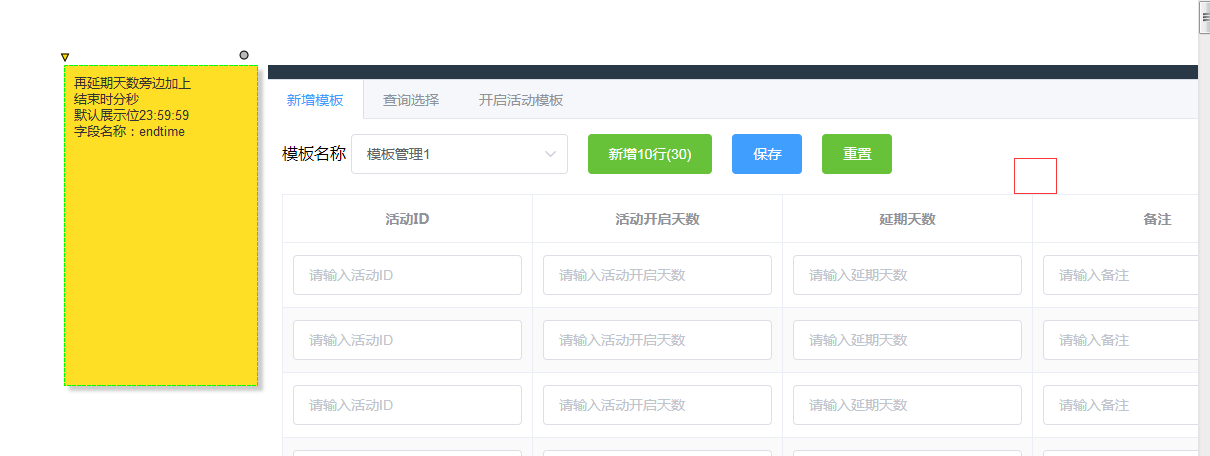 再延期天数旁边加上
结束时分秒
默认展示位23:59:59
字段名称：endtime
新增模板 查询选择 开启活动模板
模板名称 模板管理1 新增10行(30) 保存 重置
活动ID 活动开启天数 延期天数 备注
请输入活动ID 请输入活动开启天数 请输入延期天数 请输入备注
请输入活动ID 请输入活动开启天数 请输入延期天数 请输入备注
请输入活动ID 请输入活动开启天数 请输入延期天数 请输入备注